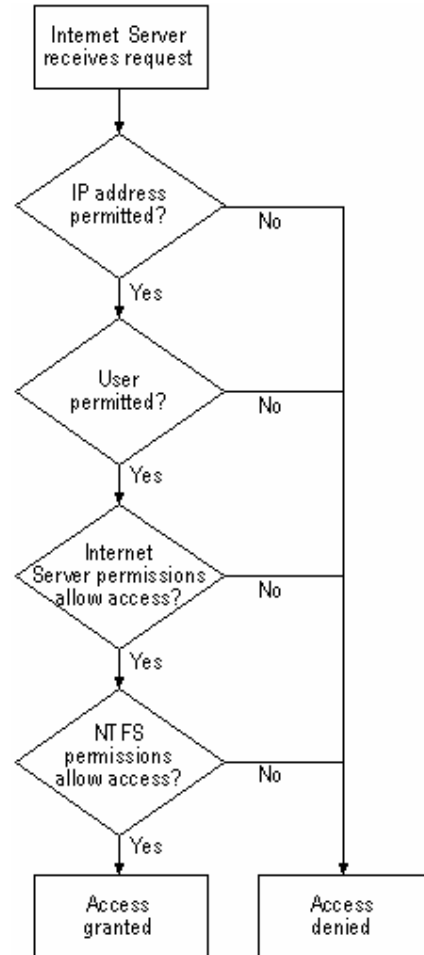 Internet Server
receives request
IP address
permitted?
No
Yes
User
permitted?
No
Yes
Internet
Server permissions
allow access?
No
Yes
NTFS
permissions
allow access?
No
Yes
Access
granted
Access
denied